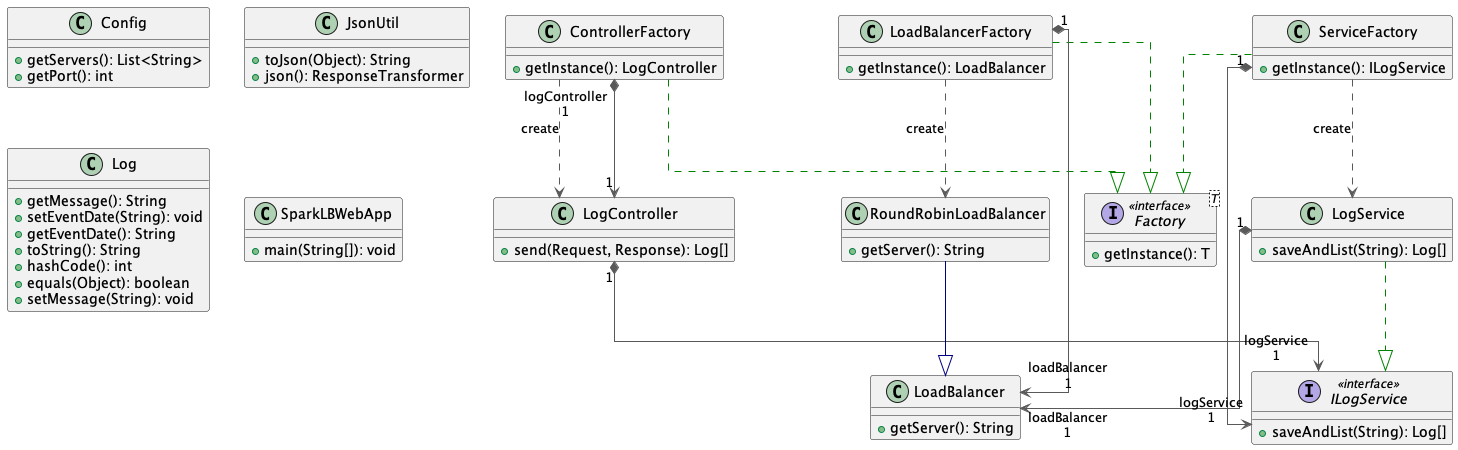 C Config
getServers(): List<String>
getPort(): int
C JsonUtil
toJson(Object): String
json(): ResponseTransformer
C ControllerFactory
getInstance(): LogController
C LoadBalancerFactory
getInstance(): LoadBalancer
C ServiceFactory
getInstance(): ILogService
1
1
logController
1
create
1
create
create
C Log
getMessage(): String
setEventDate(String): void
getEventDate(): String
toString(): String
hashCode(): int
equals(Object): boolean
setMessage(String): void
C SparkLBWebApp
main(String[]): void
C LogController
send(Request, Response): Log[]
1
C RoundRobinLoadBalancer
getServer(): String
T
I «interface»
Factory
getInstance(): T
C LogService
saveAndList(String): Log[]
1
logService
1
loadBalancer
1
C LoadBalancer
getServer(): String
loadBalancer
1
logService
1
I «interface»
ILogService
saveAndList(String): Log[]